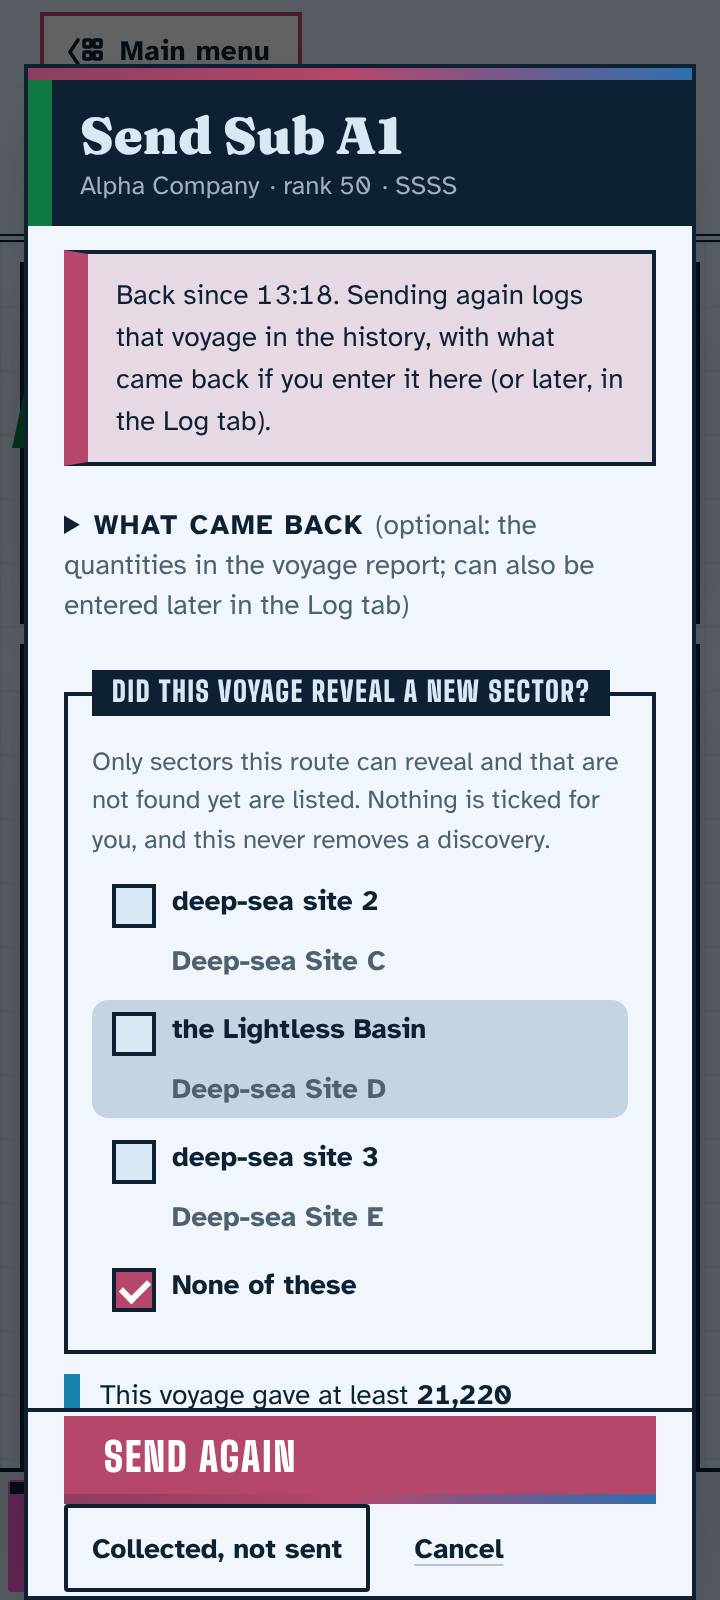 Main menu
Send Sub A1
Alpha Company · rank 50 · SSSS
Back since 13:18. Sending again logs
that voyage in the history, with what
came back if you enter it here (or later, in
the Log tab).
WHAT CAME BACK (optional: the
quantities in the voyage report; can also be
entered later in the Log tab)
DID THIS VOYAGE REVEAL A NEW SECTOR?
Only sectors this route can reveal and that are
not found yet are listed. Nothing is ticked for
you, and this never removes a discovery.
deep-sea site 2
Deep-sea Site C
the Lightless Basin
Deep-sea Site D
deep-sea site 3
Deep-sea Site E
None of these
This voyage gave at least 21,220
SEND AGAIN
Collected, not sent
Cancel